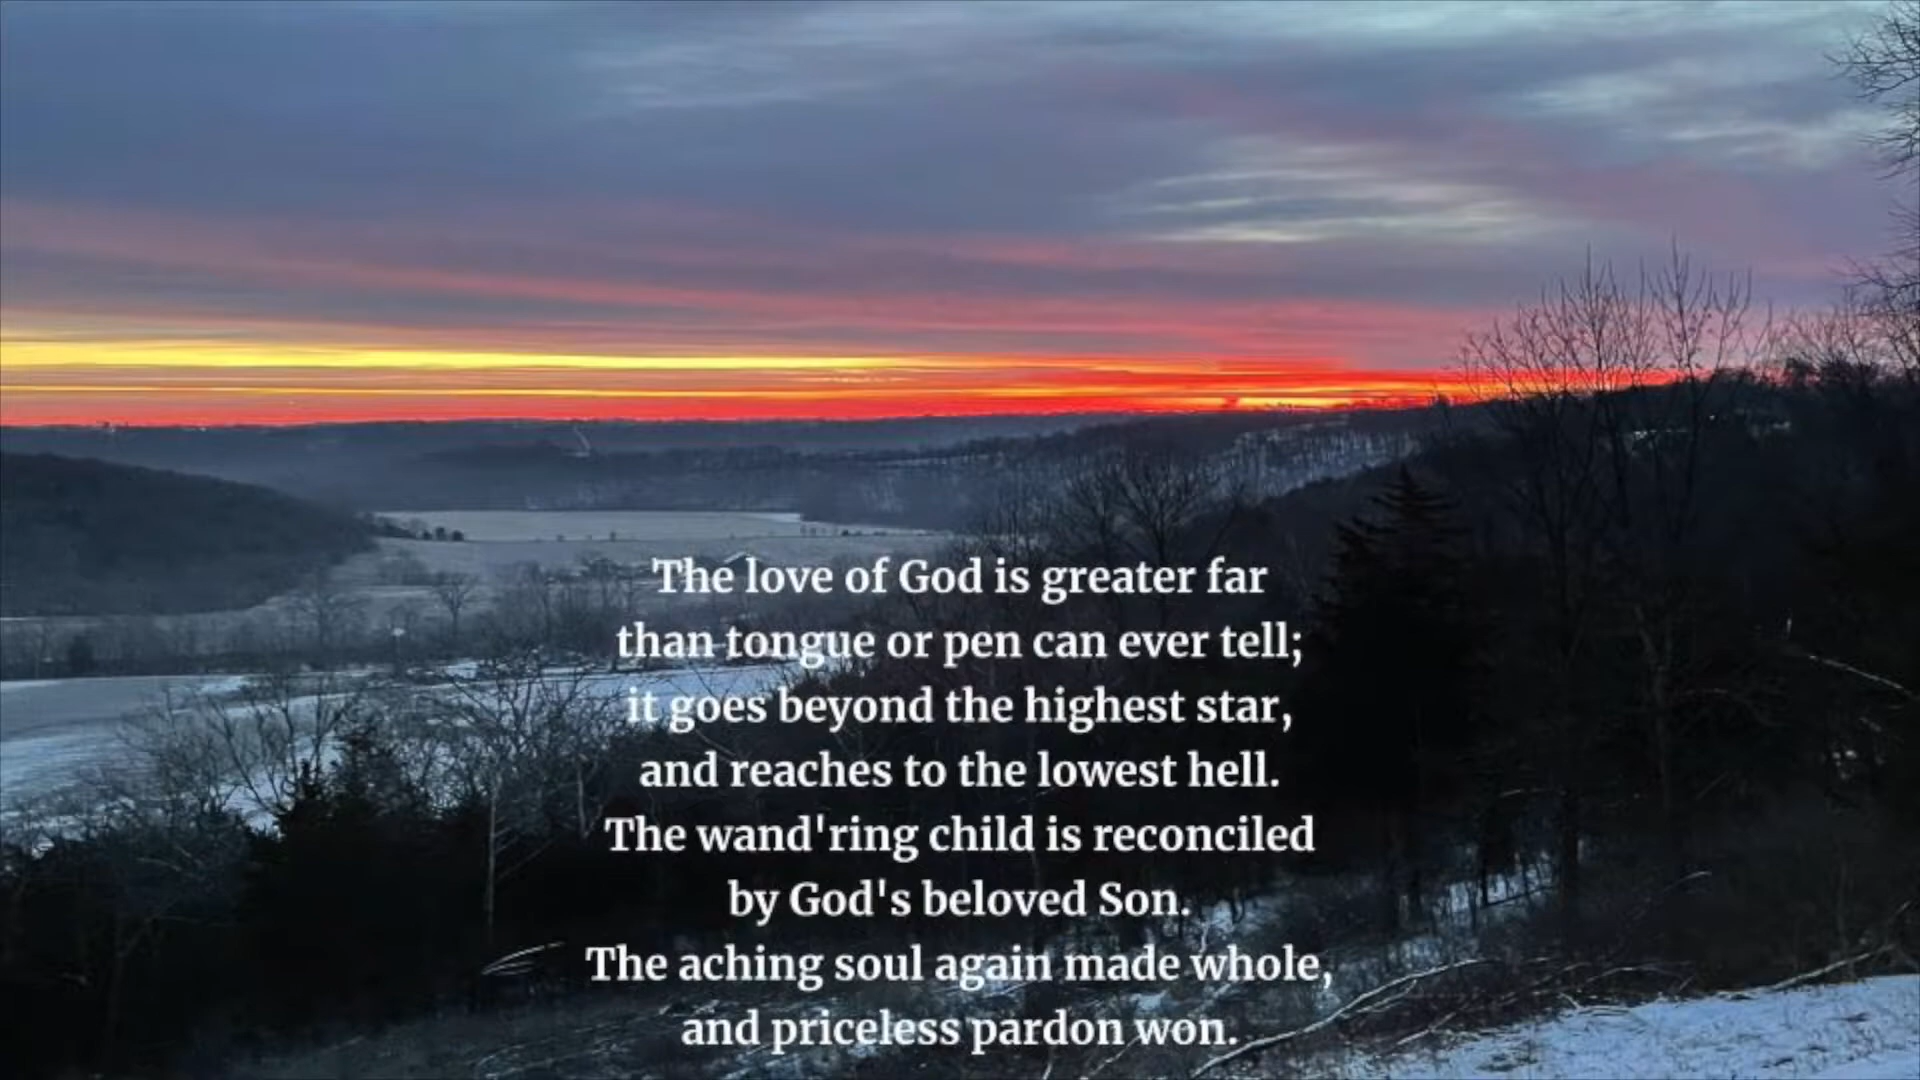 The love of God is greater far
than tongue or pen can ever tell;
it goes beyond the highest star,
and reaches to the lowest hell.
The wand'ring child is reconciled
by God's beloved Son.
The aching soul again made whole,
and priceless pardon won.